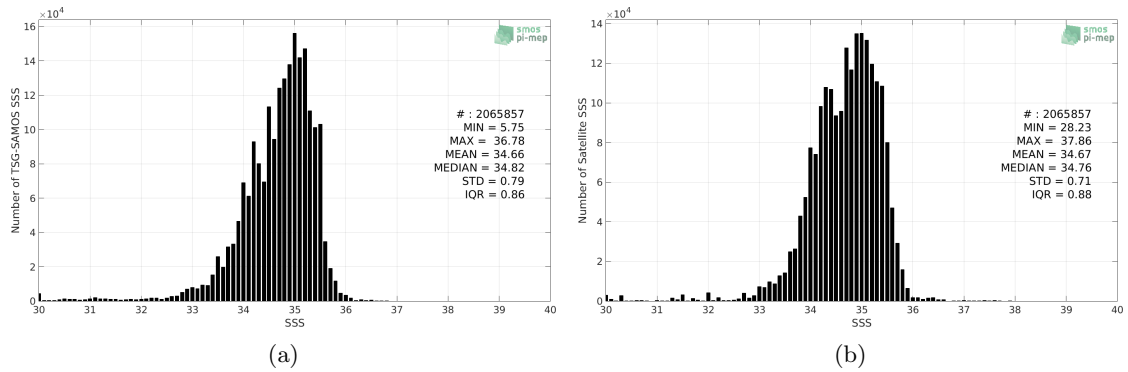 ×10⁴
16
14
12
10
8
6
4
2
0
Number of TSG-SAMOS SSS
30 31 32 33 34 35 36 37 38 39 40
SSS
smos
pi-mep
# : 2065857
MIN = 5.75
MAX = 36.78
MEAN = 34.66
MEDIAN = 34.82
STD = 0.79
IQR = 0.86
(a)
×10⁴
14
12
10
8
6
4
2
0
Number of Satellite SSS
30 31 32 33 34 35 36 37 38 39 40
SSS
smos
pi-mep
# : 2065857
MIN = 28.23
MAX = 37.86
MEAN = 34.67
MEDIAN = 34.76
STD = 0.71
IQR = 0.88
(b)